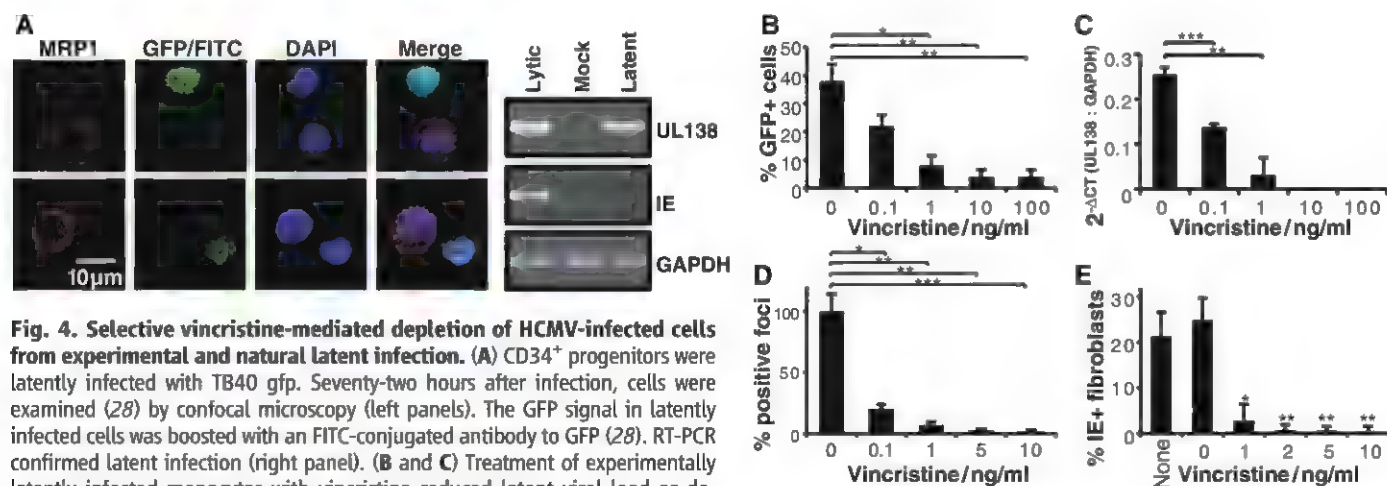 A
MRP1 GFP/FITC DAPI Merge
Lytic Mock Latent
UL138
IE
GAPDH
10µm
B
% GFP+ cells
50
40
30
20
10
0
* ** **
0 0.1 1 10 100
Vincristine/ng/ml
C
2-ΔCT (UL138 : GAPDH)
0.3
0.2
0.1
0
*** **
0 0.1 1 10 100
Vincristine/ng/ml
D
% positive foci
100
50
0
* ** ** ***
0 0.1 1 5 10
Vincristine/ng/ml
E
% IE+ fibroblasts
30
20
10
0
* ** ** **
None 0 1 2 5 10
Vincristine/ng/ml
Fig. 4. Selective vincristine-mediated depletion of HCMV-infected cells
from experimental and natural latent infection. (A) CD34+ progenitors were
latently infected with TB40 gfp. Seventy-two hours after infection, cells were
examined (28) by confocal microscopy (left panels). The GFP signal in latently
infected cells was boosted with an FITC-conjugated antibody to GFP (28). RT-PCR
confirmed latent infection (right panel). (B and C) Treatment of experimentally